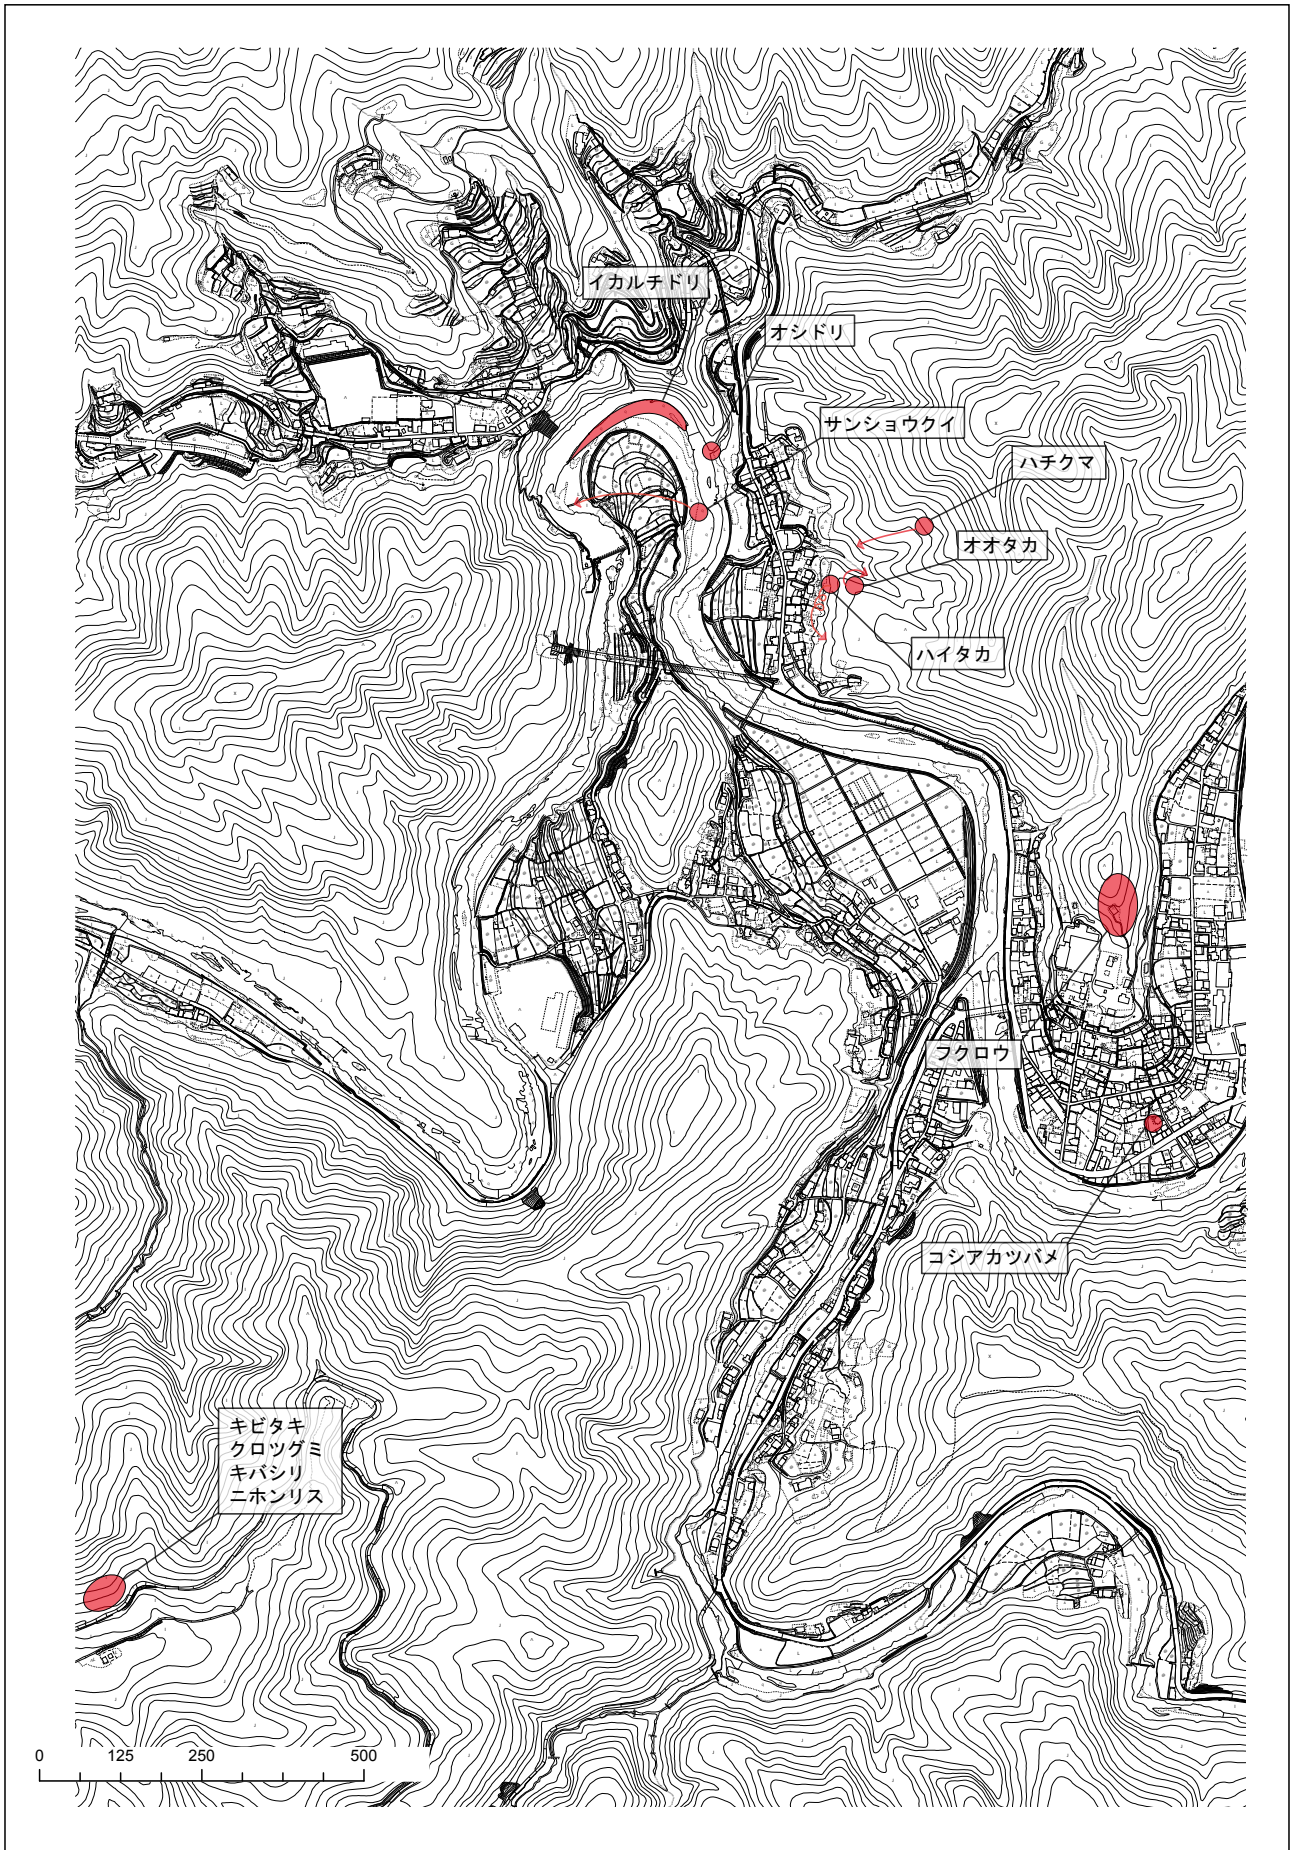 イカルチドリ
オシドリ
サンショウクイ
ハチクマ
オオタカ
ハイタカ
フクロウ
コシアカツバメ
キビタキ
クロツグミ
キバシリ
ニホンリス
0 125 250 500